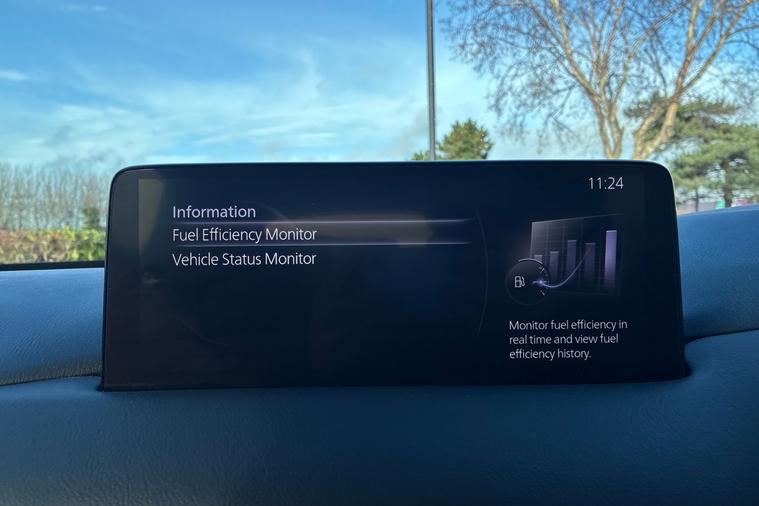 11:24
Information
Fuel Efficiency Monitor
Vehicle Status Monitor
Monitor fuel efficiency in
real time and view fuel
efficiency history.